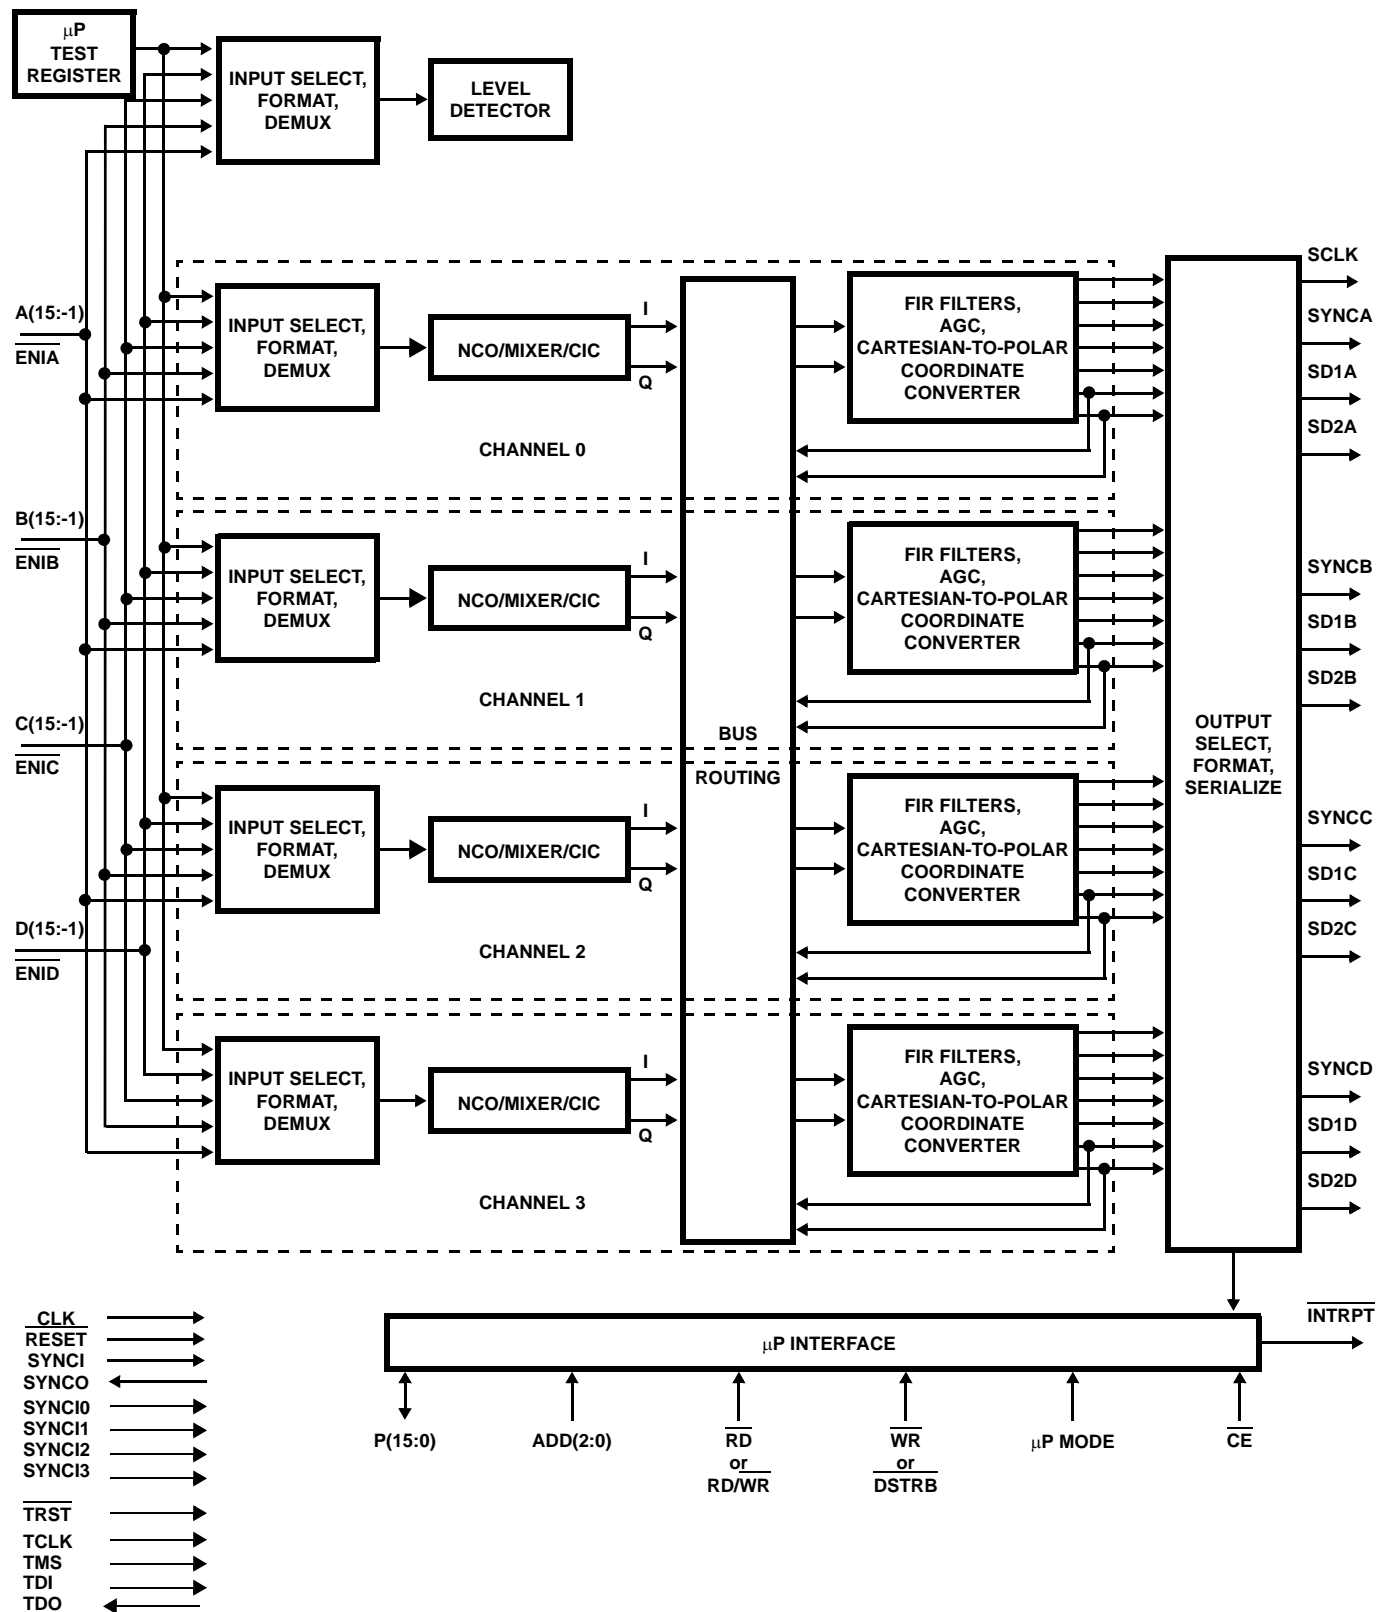 μP
TEST
REGISTER
INPUT SELECT,
FORMAT,
DEMUX
LEVEL
DETECTOR
A(15:-1)
ENIA
B(15:-1)
ENIB
C(15:-1)
ENIC
D(15:-1)
ENID
INPUT SELECT,
FORMAT,
DEMUX
NCO/MIXER/CIC
I
Q
CHANNEL 0
FIR FILTERS,
AGC,
CARTESIAN-TO-POLAR
COORDINATE
CONVERTER
INPUT SELECT,
FORMAT,
DEMUX
NCO/MIXER/CIC
I
Q
CHANNEL 1
FIR FILTERS,
AGC,
CARTESIAN-TO-POLAR
COORDINATE
CONVERTER
BUS
ROUTING
INPUT SELECT,
FORMAT,
DEMUX
NCO/MIXER/CIC
I
Q
CHANNEL 2
FIR FILTERS,
AGC,
CARTESIAN-TO-POLAR
COORDINATE
CONVERTER
INPUT SELECT,
FORMAT,
DEMUX
NCO/MIXER/CIC
I
Q
CHANNEL 3
FIR FILTERS,
AGC,
CARTESIAN-TO-POLAR
COORDINATE
CONVERTER
OUTPUT
SELECT,
FORMAT,
SERIALIZE
SCLK
SYNCA
SD1A
SD2A
SYNCB
SD1B
SD2B
SYNCC
SD1C
SD2C
SYNCD
SD1D
SD2D
INTRPT
μP INTERFACE
P(15:0)
ADD(2:0)
RD
or
RD/WR
WR
or
DSTRB
μP MODE
CE
CLK
RESET
SYNCI
SYNCO
SYNCI0
SYNCI1
SYNCI2
SYNCI3
TRST
TCLK
TMS
TDI
TDO